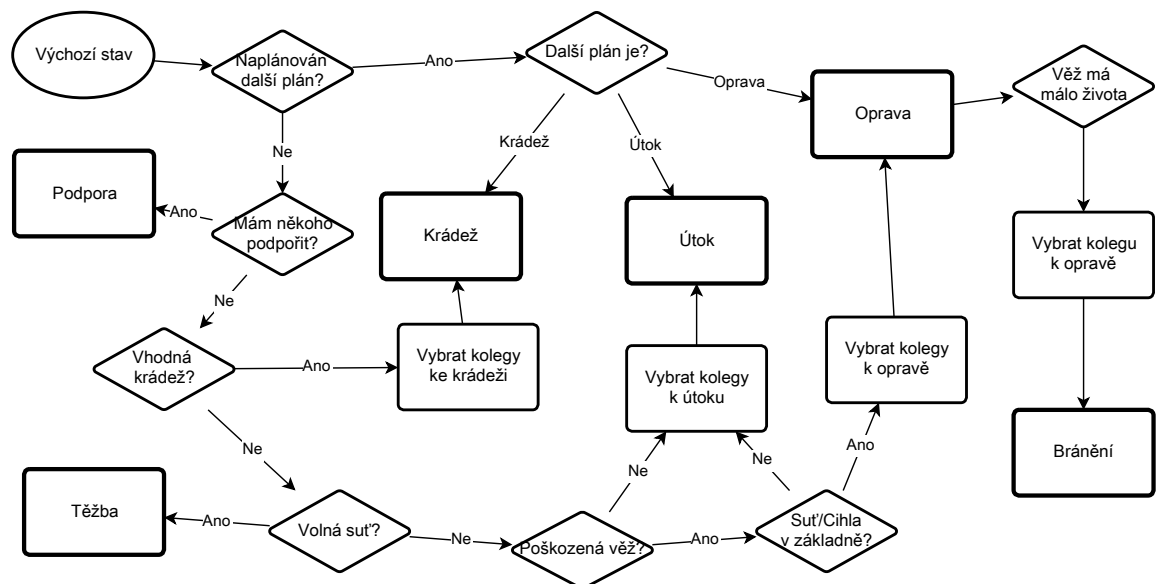 Výchozí stav
Naplánován
další plán?
Ano
Další plán je?
Oprava
Oprava
Věž má
málo života
Ne
Krádež
Útok
Podpora
Ano
Mám někoho
podpořit?
Krádež
Útok
Vybrat kolegu
k opravě
Ne
Vhodná
krádež?
Ano
Vybrat kolegy
ke krádeži
Vybrat kolegy
k útoku
Vybrat kolegy
k opravě
Ne
Ne
Ne
Ano
Bránění
Těžba
Ano
Volná suť?
Ne
Poškozená věž?
Ano
Suť/Cihla
v základně?